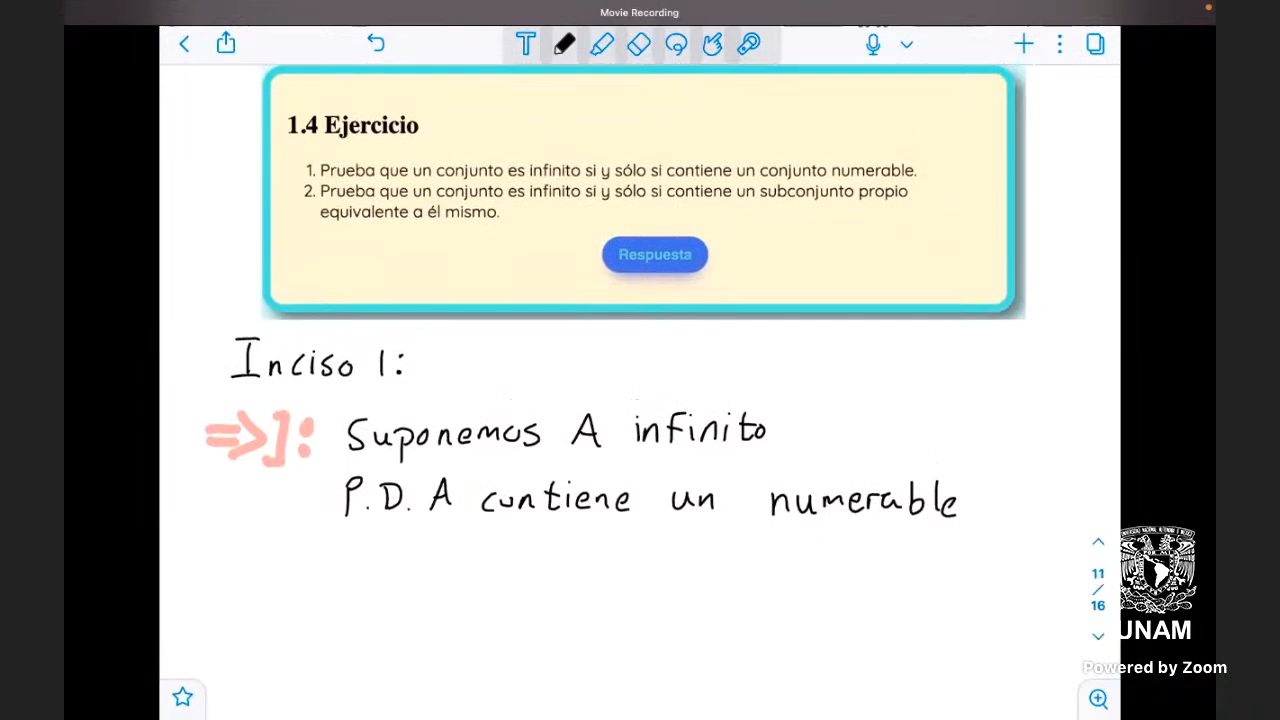 Movie Recording
1.4 Ejercicio
1. Prueba que un conjunto es infinito si y sólo si contiene un conjunto numerable.
2. Prueba que un conjunto es infinito si y sólo si contiene un subconjunto propio
equivalente a él mismo.
Respuesta
Inciso 1:
=>]: Suponemos A infinito
P.D. A contiene un numerable
11
/
16
UNAM
Powered by Zoom